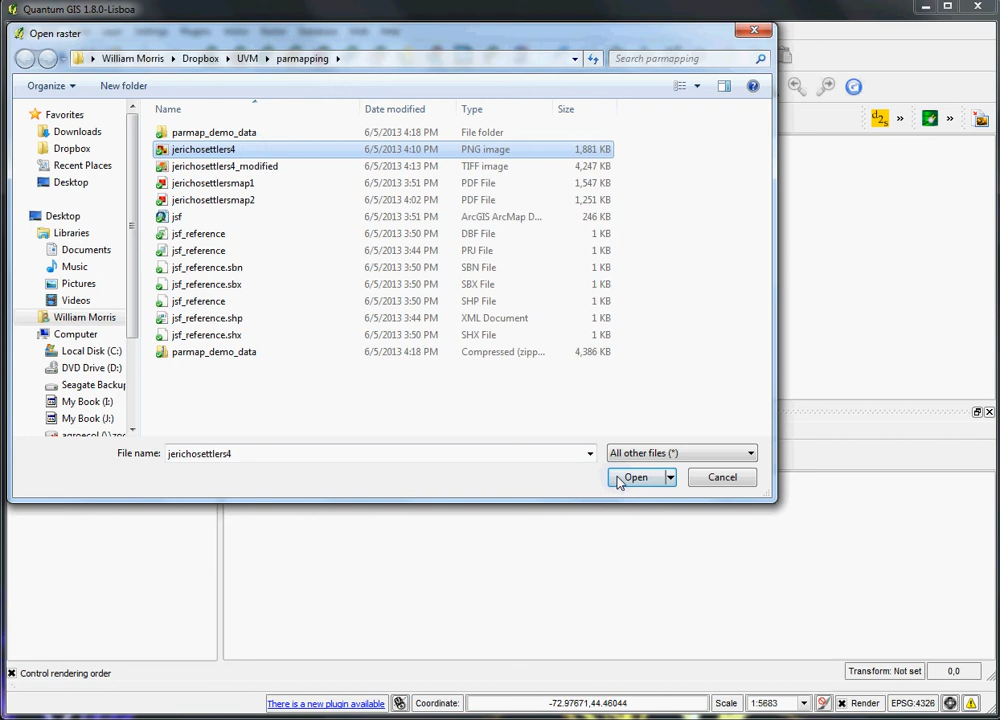 Quantum GIS 1.8.0-Lisboa
Open raster
William Morris Dropbox UVM parmapping
Search parmapping
Organize
New folder
Name Date modified Type Size
Favorites
Downloads
Dropbox
Recent Places
Desktop
Desktop
Libraries
Documents
Music
Pictures
Videos
William Morris
Computer
Local Disk (C:)
DVD Drive (D:)
Seagate Backup
My Book (I:)
My Book (J:)
parmap_demo_data 6/5/2013 4:18 PM File folder
jerichosettlers4 6/5/2013 4:10 PM PNG image 1,881 KB
jerichosettlers4_modified 6/5/2013 4:13 PM TIFF image 4,247 KB
jerichosettlersmap1 6/5/2013 3:51 PM PDF File 1,547 KB
jerichosettlersmap2 6/5/2013 4:02 PM PDF File 1,251 KB
jsf 6/5/2013 3:51 PM ArcGIS ArcMap D... 246 KB
jsf_reference 6/5/2013 3:50 PM DBF File 1 KB
jsf_reference 6/5/2013 3:44 PM PRJ File 1 KB
jsf_reference.sbn 6/5/2013 3:50 PM SBN File 1 KB
jsf_reference.sbx 6/5/2013 3:50 PM SBX File 1 KB
jsf_reference 6/5/2013 3:50 PM SHP File 1 KB
jsf_reference.shp 6/5/2013 3:44 PM XML Document 1 KB
jsf_reference.shx 6/5/2013 3:50 PM SHX File 1 KB
parmap_demo_data 6/5/2013 4:18 PM Compressed (zipp... 4,386 KB
File name: jerichosettlers4
All other files (*)
Open Cancel
d2s » »
Control rendering order
Transform: Not set 0,0
There is a new plugin available Coordinate: -72.97671,44.46044 Scale 1:5683 Render EPSG:4326